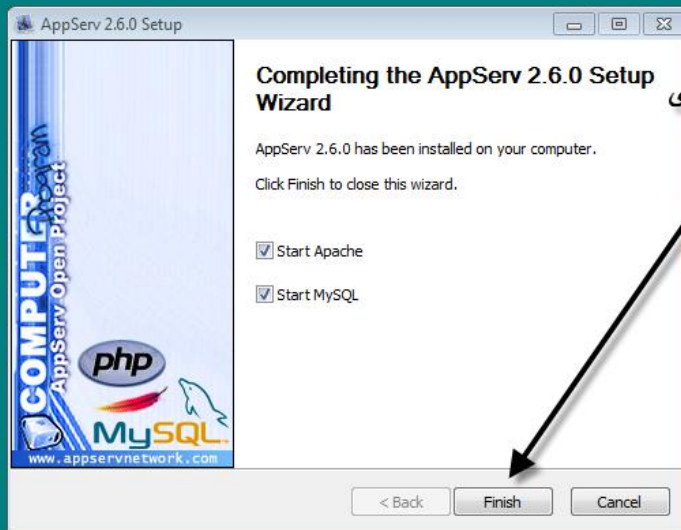 AppServ 2.6.0 Setup
Completing the AppServ 2.6.0 Setup
Wizard
AppServ 2.6.0 has been installed on your computer.
Click Finish to close this wizard.
Start Apache
Start MySQL
COMPUTER
Program
AppServ Open Project
php
MySQL
www.appservnetwork.com
< Back
Finish
Cancel